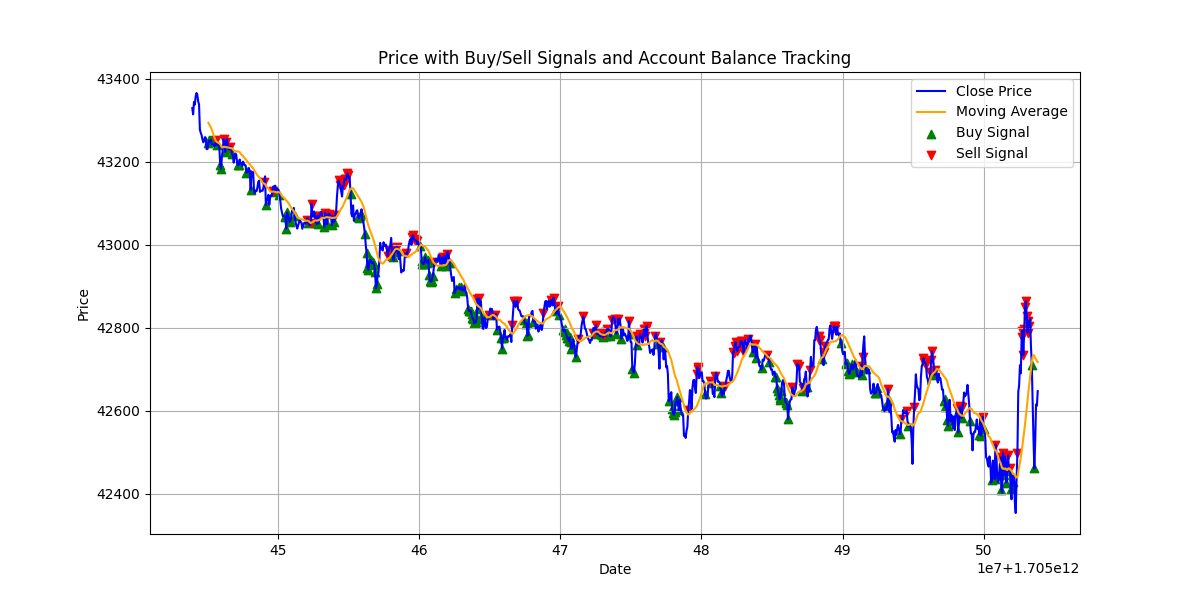 Price with Buy/Sell Signals and Account Balance Tracking
43400
43200
43000
42800
42600
42400
Price
Close Price
Moving Average
Buy Signal
Sell Signal
45 46 47 48 49 50
Date
1e7+1.705e12